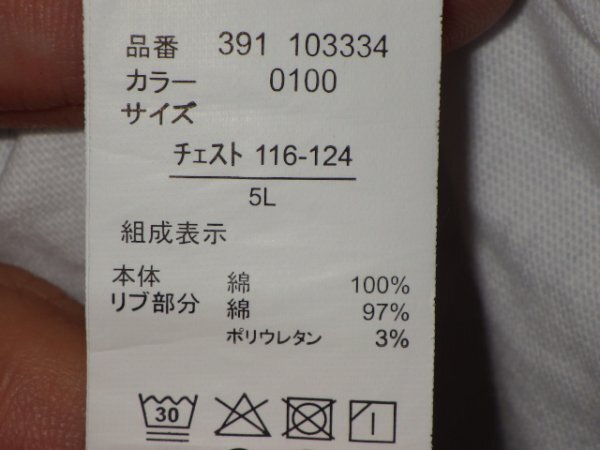 品番 391 103334
カラー 0100
サイズ
チェスト 116-124
5L
組成表示
本体 綿 100%
リブ部分 綿 97%
ポリウレタン 3%
30